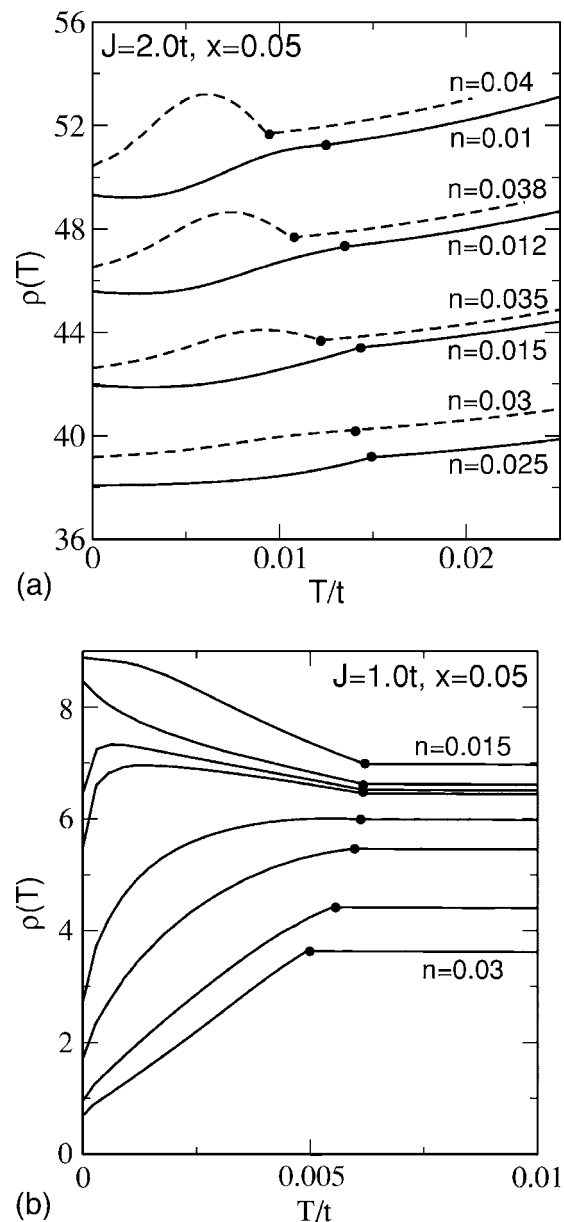 J=2.0t, x=0.05
56
n=0.04
52
n=0.01
n=0.038
48
n=0.012
ρ(T)
n=0.035
44
n=0.015
n=0.03
40
n=0.025
36
0
0.01
0.02
(a)
T/t
J=1.0t, x=0.05
8
n=0.015
6
ρ(T)
4
n=0.03
2
0
0
0.005
0.01
(b)
T/t